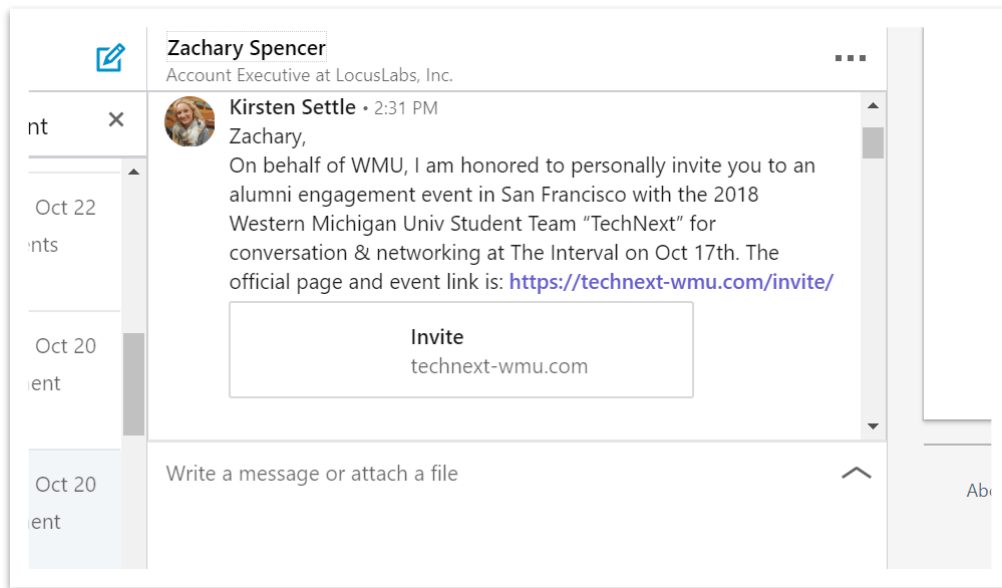 Zachary Spencer
Account Executive at LocusLabs, Inc.
nt
Oct 22
nts
Oct 20
ent
Oct 20
ent
Kirsten Settle • 2:31 PM
Zachary,
On behalf of WMU, I am honored to personally invite you to an
alumni engagement event in San Francisco with the 2018
Western Michigan Univ Student Team “TechNext” for
conversation & networking at The Interval on Oct 17th. The
official page and event link is: https://technext-wmu.com/invite/
Invite
technext-wmu.com
Write a message or attach a file
Abo